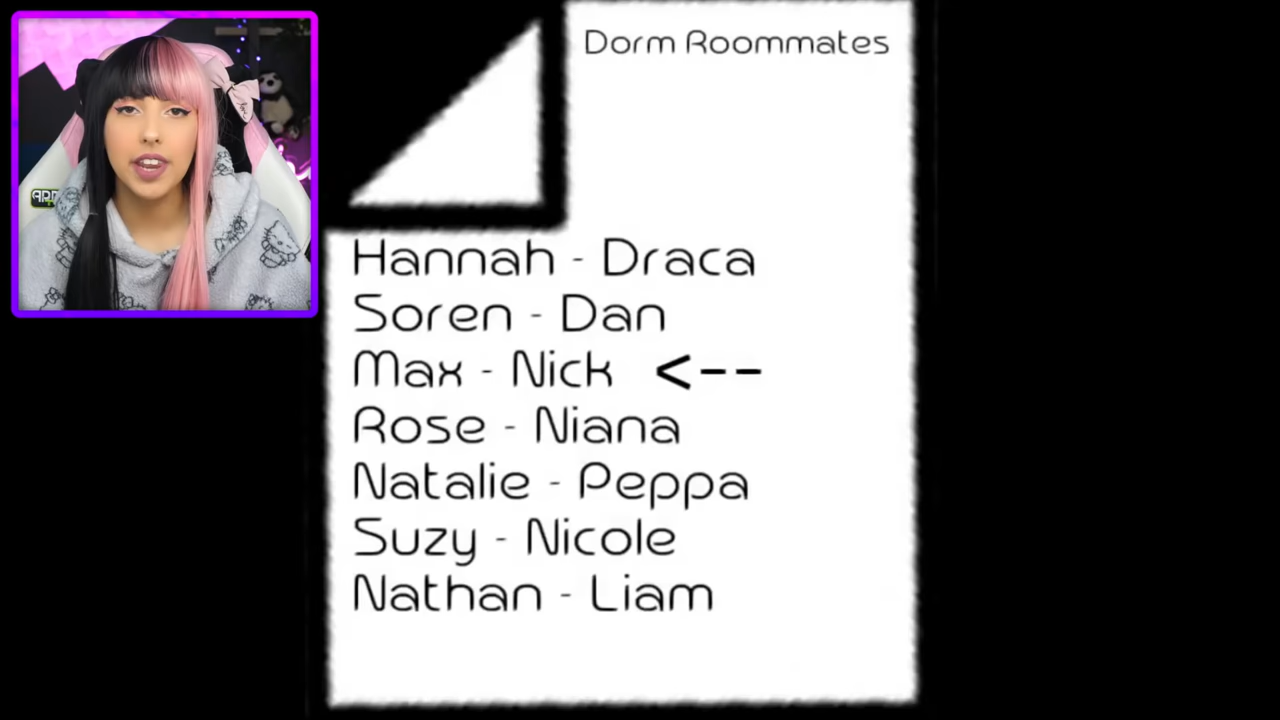 Dorm Roommates
Hannah - Draca
Soren - Dan
Max - Nick <--
Rose - Niana
Natalie - Peppa
Suzy - Nicole
Nathan - Liam